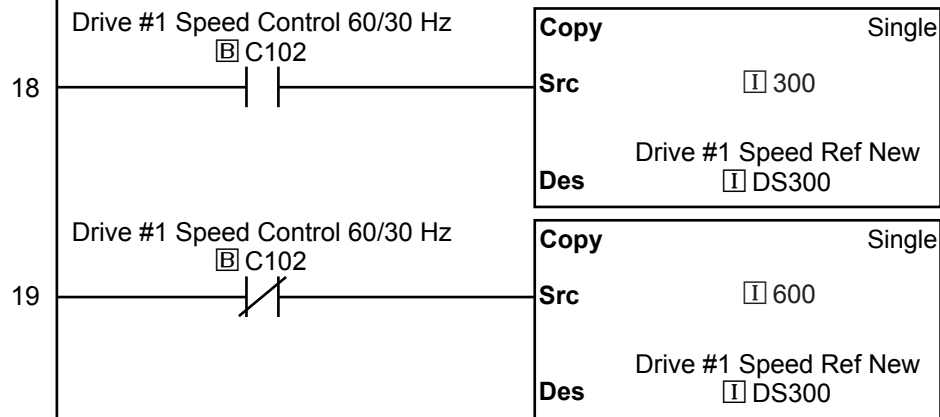 Drive #1 Speed Control 60/30 Hz
B C102
18
Copy Single
Src I 300
Drive #1 Speed Ref New
Des I DS300
Drive #1 Speed Control 60/30 Hz
B C102
19
Copy Single
Src I 600
Drive #1 Speed Ref New
Des I DS300